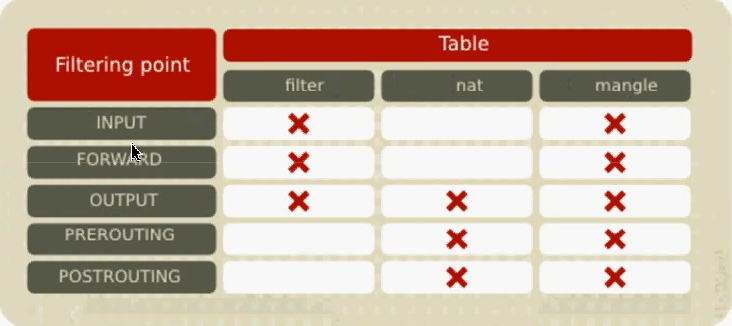 Filtering point
Table
filter nat mangle
INPUT ✖ ✖
FORWARD ✖ ✖
OUTPUT ✖ ✖ ✖
PREROUTING ✖ ✖
POSTROUTING ✖ ✖